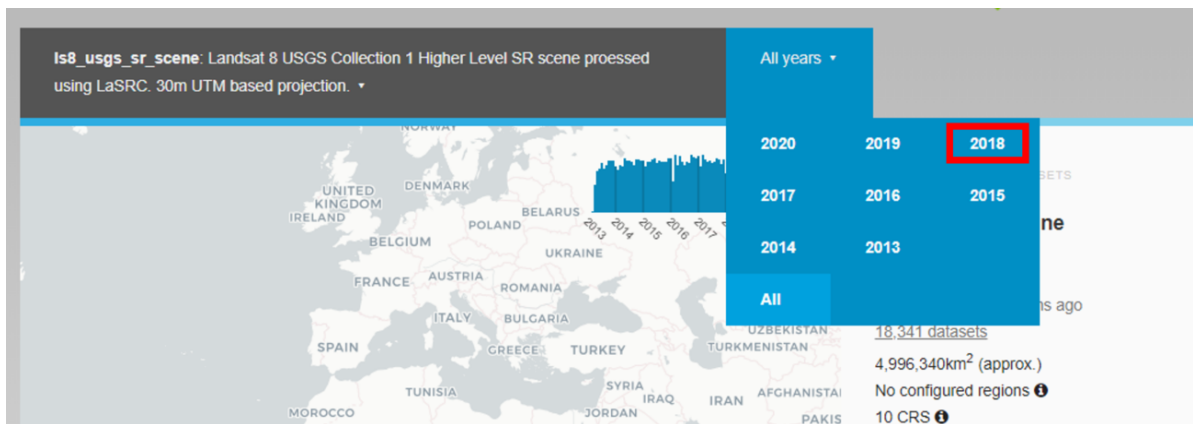 ls8_usgs_sr_scene: Landsat 8 USGS Collection 1 Higher Level SR scene proessed
using LaSRC. 30m UTM based projection.
All years
2020 2019 2018
2017 2016 2015
2014 2013
All
NORWAY
UNITED
KINGDOM
DENMARK
IRELAND
BELARUS
POLAND
BELGIUM
UKRAINE
FRANCE
AUSTRIA
ROMANIA
ITALY
BULGARIA
SPAIN
GREECE
TURKEY
UZBEKISTAN
TURKMENISTAN
TUNISIA
SYRIA
IRAQ
IRAN
AFGHANISTA
MOROCCO
JORDAN
PAKIS
2013 2014 2015 2016 2017
SETS
ne
ns ago
18,341 datasets
4,996,340km2 (approx.)
No configured regions
10 CRS